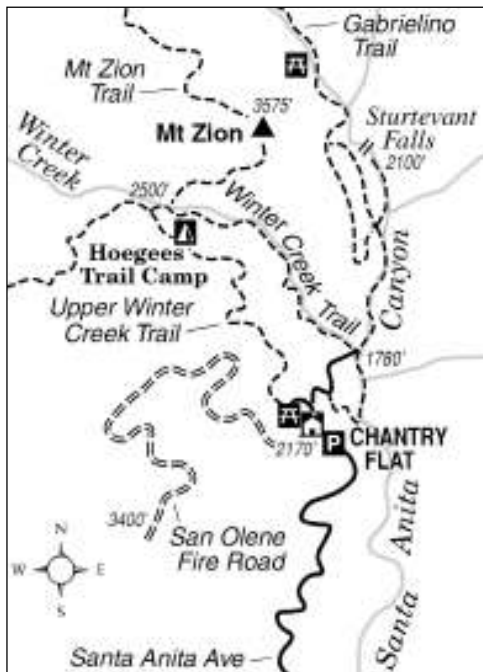 Gabrielino
Trail
Mt Zion
Trail
3575'
Mt Zion
Sturtevant
Falls
2100'
Winter
Creek
2500'
Winter Creek Trail
Hoegees
Trail Camp
Canyon
Upper Winter
Creek Trail
1760'
P
CHANTRY
FLAT
2170'
3400'
San Olene
Fire Road
Santa Anita
N
W E
S
Santa Anita Ave